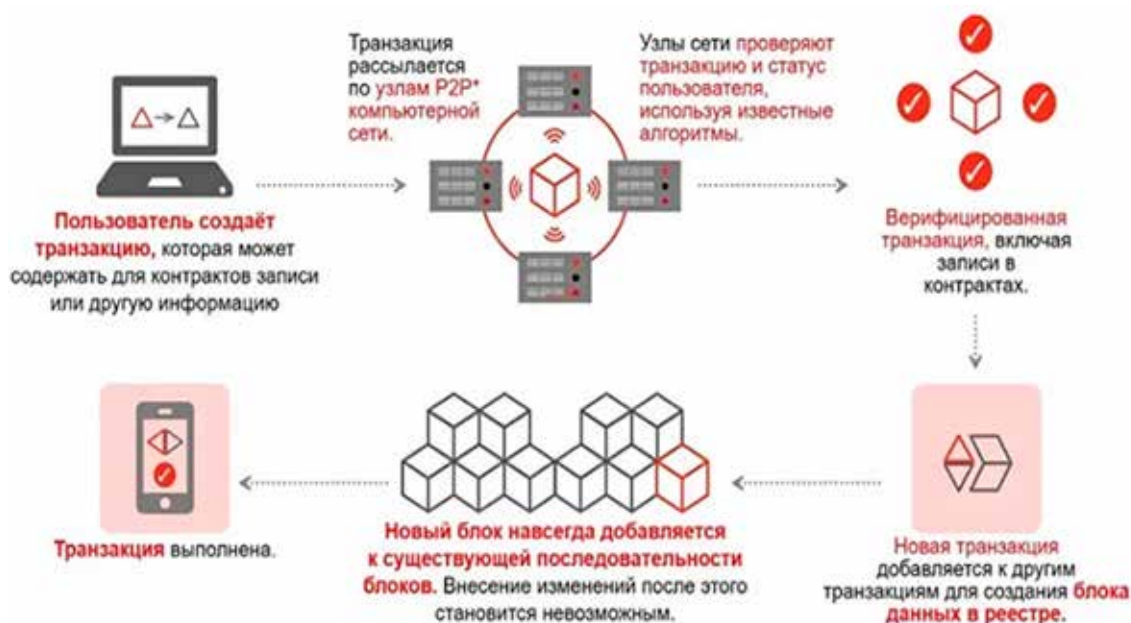 Пользователь создаёт
транзакцию, которая может
содержать для контрактов записи
или другую информацию
Транзакция
рассылается
по узлам P2P*
компьютерной
сети.
Узлы сети проверяют
транзакцию и статус
пользователя,
используя известные
алгоритмы.
Верифицированная
транзакция, включая
записи в
контрактах.
Новая транзакция
добавляется к другим
транзакциям для создания блока
данных в реестре.
Новый блок навсегда добавляется
к существующей последовательности
блоков. Внесение изменений после этого
становится невозможным.
Транзакция выполнена.